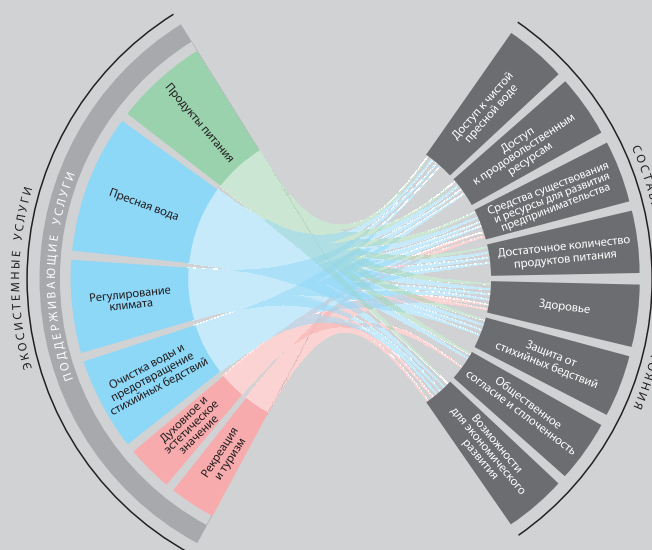 ЭКОСИСТЕМНЫЕ УСЛУГИ
ПОДДЕРЖИВАЮЩИЕ УСЛУГИ
Продукты питания
Пресная вода
Регулирование
климата
Очистка воды и
предотвращение
стихийных бедствий
Духовное и
эстетическое
значение
Рекреация
и туризм
Доступ к чистой
пресной воде
Доступ
к продовольственным
ресурсам
Средства существования
и ресурсы для развития
предпринимательства
Достаточное количество
продуктов питания
Здоровье
Защита от
стихийных бедствий
Общественное
согласие и сплоченность
Возможности
для экономического
развития